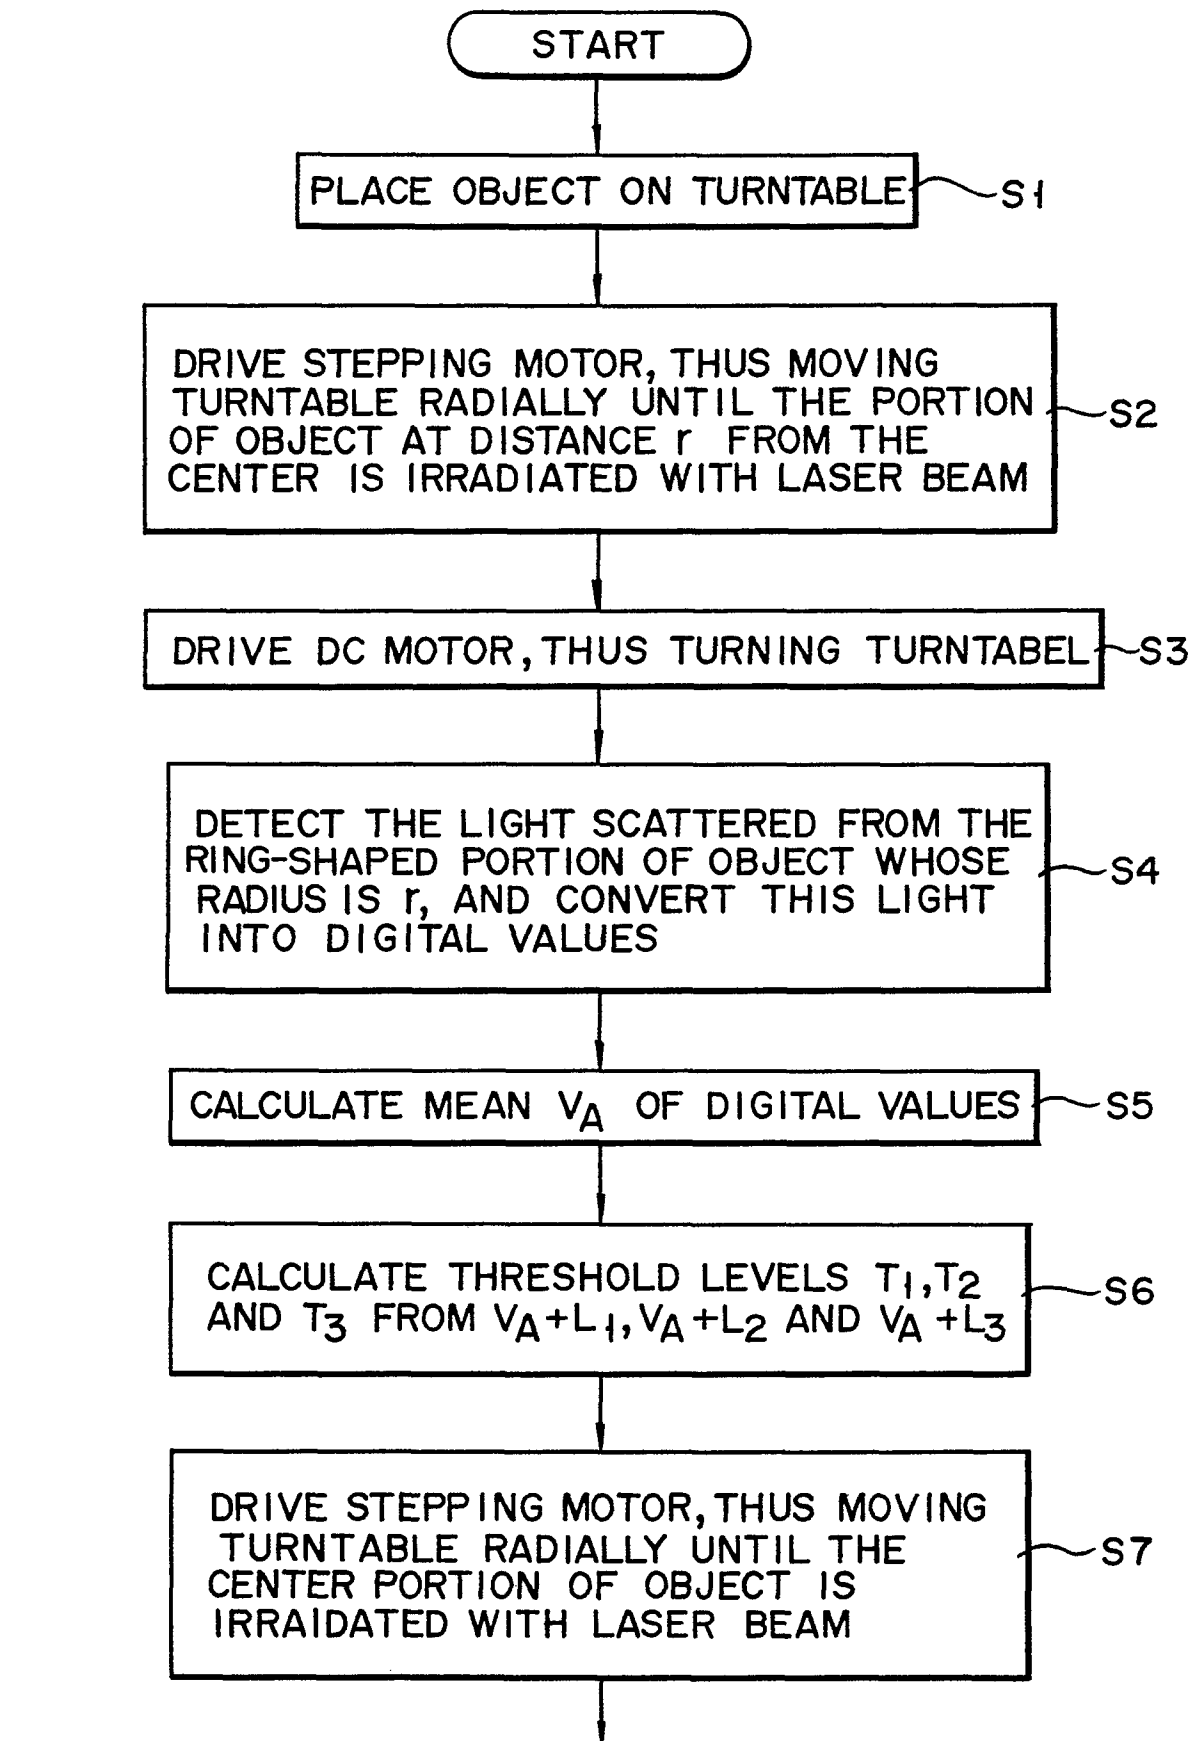 START
PLACE OBJECT ON TURNTABLE
S1
DRIVE STEPPING MOTOR, THUS MOVING
TURNTABLE RADIALLY UNTIL THE PORTION
OF OBJECT AT DISTANCE r FROM THE
CENTER IS IRRADIATED WITH LASER BEAM
S2
DRIVE DC MOTOR, THUS TURNING TURNTABEL
S3
DETECT THE LIGHT SCATTERED FROM THE
RING-SHAPED PORTION OF OBJECT WHOSE
RADIUS IS r, AND CONVERT THIS LIGHT
INTO DIGITAL VALUES
S4
CALCULATE MEAN VA OF DIGITAL VALUES
S5
CALCULATE THRESHOLD LEVELS T1, T2
AND T3 FROM VA+L1, VA+L2 AND VA+L3
S6
DRIVE STEPPING MOTOR, THUS MOVING
TURNTABLE RADIALLY UNTIL THE
CENTER PORTION OF OBJECT IS
IRRAIDATED WITH LASER BEAM
S7